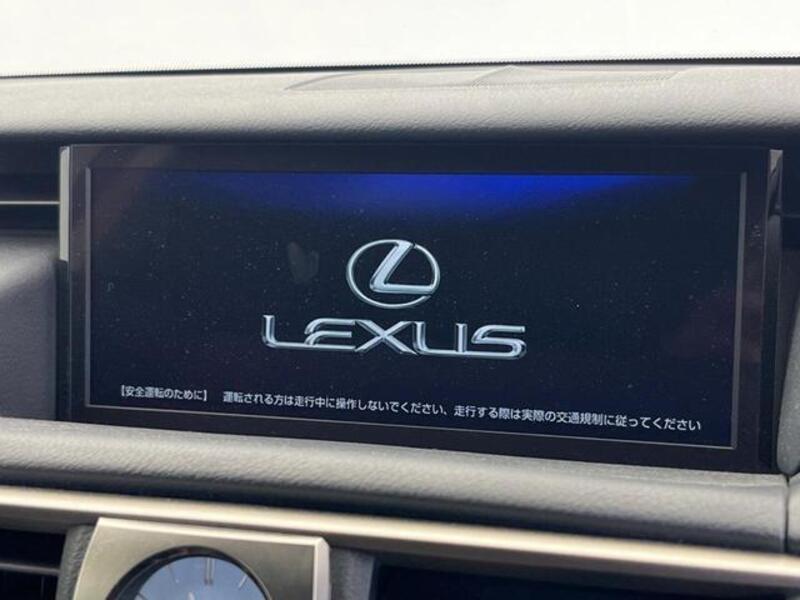 LEXUS
【安全運転のために】 運転される方は走行中に操作しないでください、走行する際は実際の交通規制に従ってください